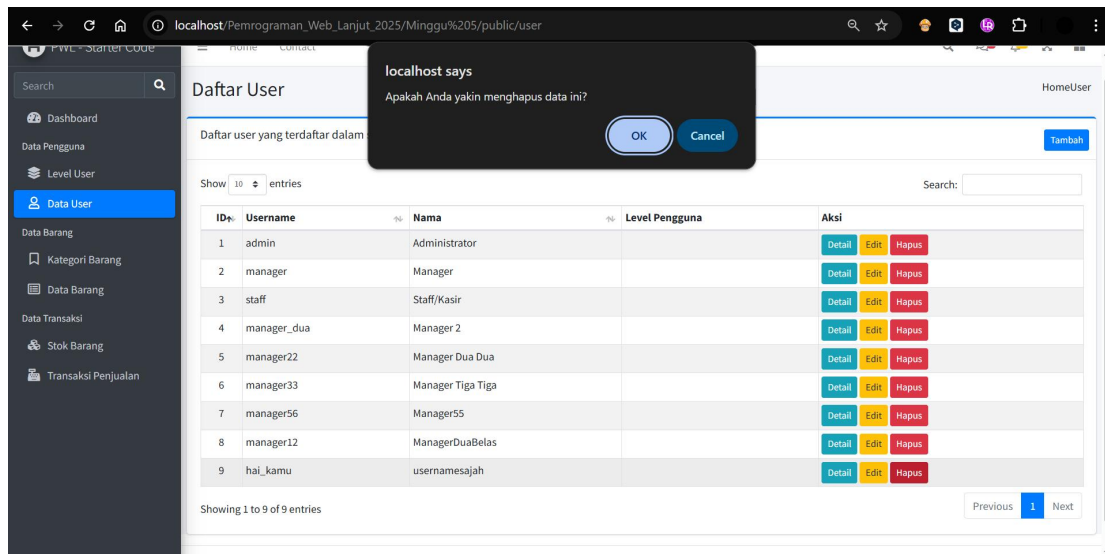 localhost/Pemrograman_Web_Lanjut_2025/Minggu%205/public/user
PWL - Starter Code
Home Contact
localhost says
Apakah Anda yakin menghapus data ini?
OK Cancel
Search
Daftar User
HomeUser
Dashboard
Data Pengguna
Level User
Data User
Data Barang
Kategori Barang
Data Barang
Data Transaksi
Stok Barang
Transaksi Penjualan
Daftar user yang terdaftar dalam
Tambah
Show 10 entries
Search:
ID Username Nama Level Pengguna Aksi
1 admin Administrator Detail Edit Hapus
2 manager Manager Detail Edit Hapus
3 staff Staff/Kasir Detail Edit Hapus
4 manager_dua Manager 2 Detail Edit Hapus
5 manager22 Manager Dua Dua Detail Edit Hapus
6 manager33 Manager Tiga Tiga Detail Edit Hapus
7 manager56 Manager55 Detail Edit Hapus
8 manager12 ManagerDuaBelas Detail Edit Hapus
9 hai_kamu usernamesajah Detail Edit Hapus
Showing 1 to 9 of 9 entries
Previous 1 Next